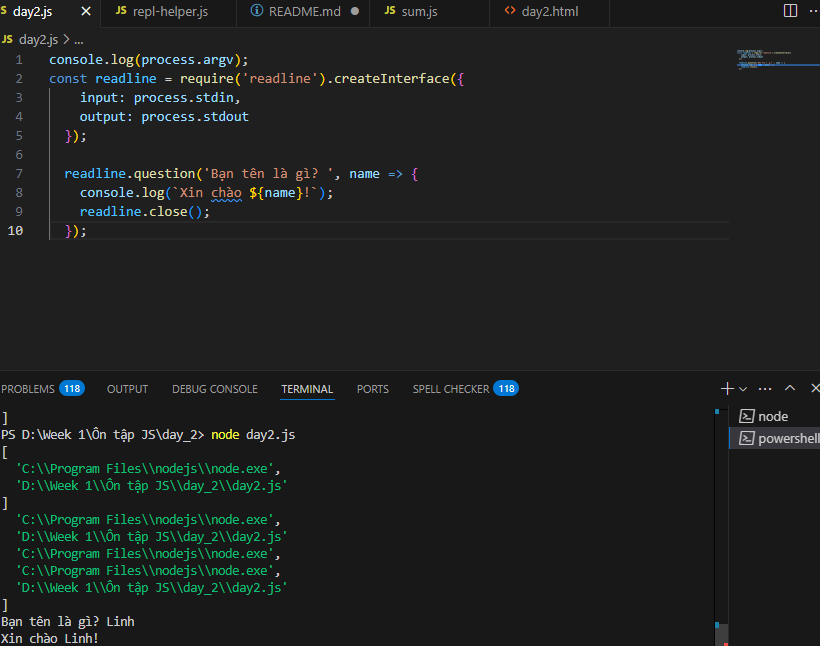 day2.js
JS repl-helper.js
README.md
JS sum.js
<> day2.html
JS day2.js > ...
1 console.log(process.argv);
2 const readline = require('readline').createInterface({
3 input: process.stdin,
4 output: process.stdout
5 });
6
7 readline.question('Bạn tên là gì? ', name => {
8 console.log(`Xin chào ${name}!`);
9 readline.close();
10 });
PROBLEMS 118 OUTPUT DEBUG CONSOLE TERMINAL PORTS SPELL CHECKER 118
]
PS D:\Week 1\Ôn tập JS\day_2> node day2.js
[
'C:\\Program Files\\nodejs\\node.exe',
'D:\\Week 1\\Ôn tập JS\\day_2\\day2.js'
]
'C:\\Program Files\\nodejs\\node.exe',
'D:\\Week 1\\Ôn tập JS\\day_2\\day2.js'
'C:\\Program Files\\nodejs\\node.exe',
'C:\\Program Files\\nodejs\\node.exe',
'D:\\Week 1\\Ôn tập JS\\day_2\\day2.js'
]
Bạn tên là gì? Linh
Xin chào Linh!
node
powershell